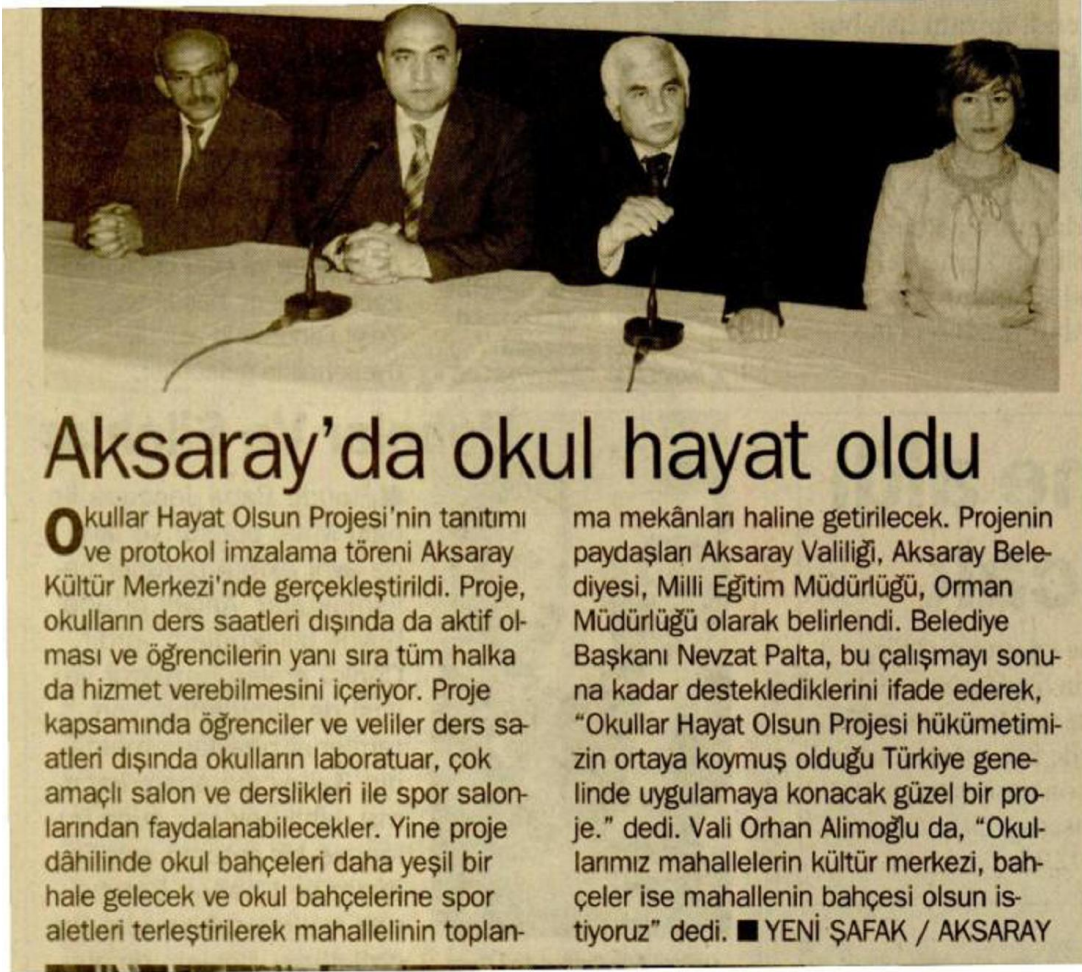 Aksaray'da okul hayat oldu
Okullar Hayat Olsun Projesi'nin tanıtımı
ve protokol imzalama töreni Aksaray
Kültür Merkezi'nde gerçekleştirildi. Proje,
okulların ders saatleri dışında da aktif ol-
ması ve öğrencilerin yanı sıra tüm halka
da hizmet verebilmesini içeriyor. Proje
kapsamında öğrenciler ve veliler ders sa-
atleri dışında okulların laboratuar, çok
amaçlı salon ve derslikleri ile spor salon-
larından faydalanabilecekler. Yine proje
dâhilinde okul bahçeleri daha yeşil bir
hale gelecek ve okul bahçelerine spor
aletleri terleştirilerek mahallelinin toplan-
ma mekânları haline getirilecek. Projenin
paydaşları Aksaray Valiliği, Aksaray Bele-
diyesi, Milli Eğitim Müdürlüğü, Orman
Müdürlüğü olarak belirlendi. Belediye
Başkanı Nevzat Palta, bu çalışmayı sonu-
na kadar desteklediklerini ifade ederek,
“Okullar Hayat Olsun Projesi hükümetimi-
zin ortaya koymuş olduğu Türkiye gene-
linde uygulamaya konacak güzel bir pro-
je.” dedi. Vali Orhan Alimoğlu da, “Okul-
larımız mahallelerin kültür merkezi, bah-
çeler ise mahallenin bahçesi olsun is-
tiyoruz” dedi. ■ YENİ ŞAFAK / AKSARAY